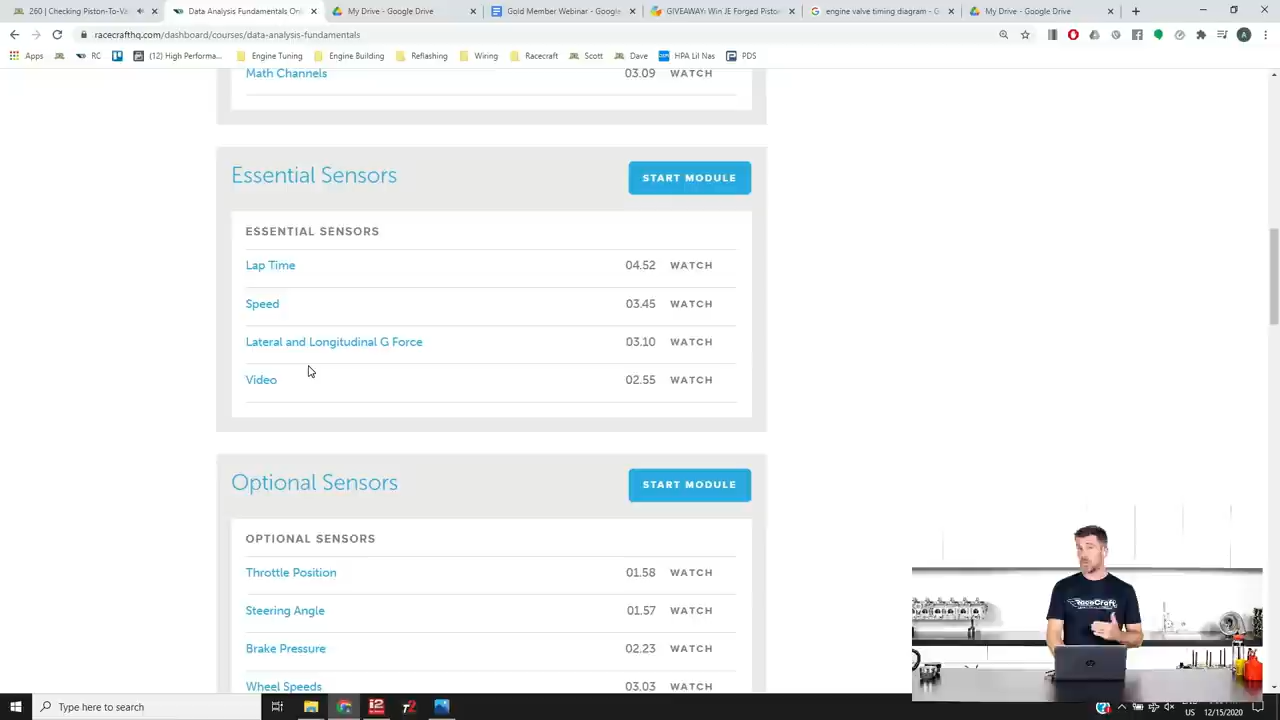 260 | Checking Piston-To-Va
Data Analysis Fundamentals Onl
My Drive - Google Drive
Gold Member Webinar - Google
GIVEAWAY: Win JE Forged Piston
engine valve timing diagram - G
My Drive - Google Drive
racecrafthq.com/dashboard/courses/data-analysis-fundamentals
Apps
RC
(12) High Performa...
Engine Tuning
Engine Building
Reflashing
Wiring
Racecraft
Scott
Dave
HPA Lil Nas
PDS
Math Channels 03.09 WATCH
Essential Sensors START MODULE
ESSENTIAL SENSORS
Lap Time 04.52 WATCH
Speed 03.45 WATCH
Lateral and Longitudinal G Force 03.10 WATCH
Video 02.55 WATCH
Optional Sensors START MODULE
OPTIONAL SENSORS
Throttle Position 01.58 WATCH
Steering Angle 01.57 WATCH
Brake Pressure 02.23 WATCH
Wheel Speeds 03.03 WATCH
RaceCraft
Type here to search
US 12/15/2020